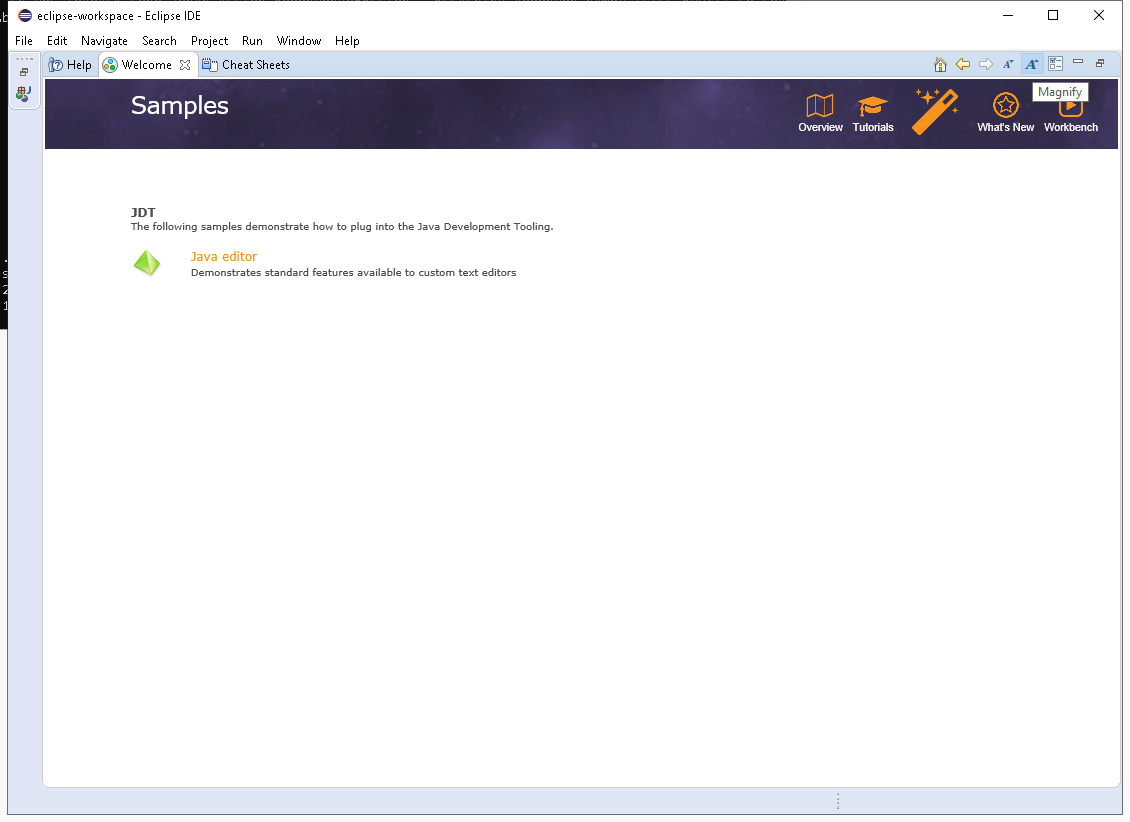 eclipse-workspace - Eclipse IDE
File Edit Navigate Search Project Run Window Help
Help Welcome Cheat Sheets
Magnify
Samples
Overview Tutorials What's New Workbench
JDT
The following samples demonstrate how to plug into the Java Development Tooling.
Java editor
Demonstrates standard features available to custom text editors